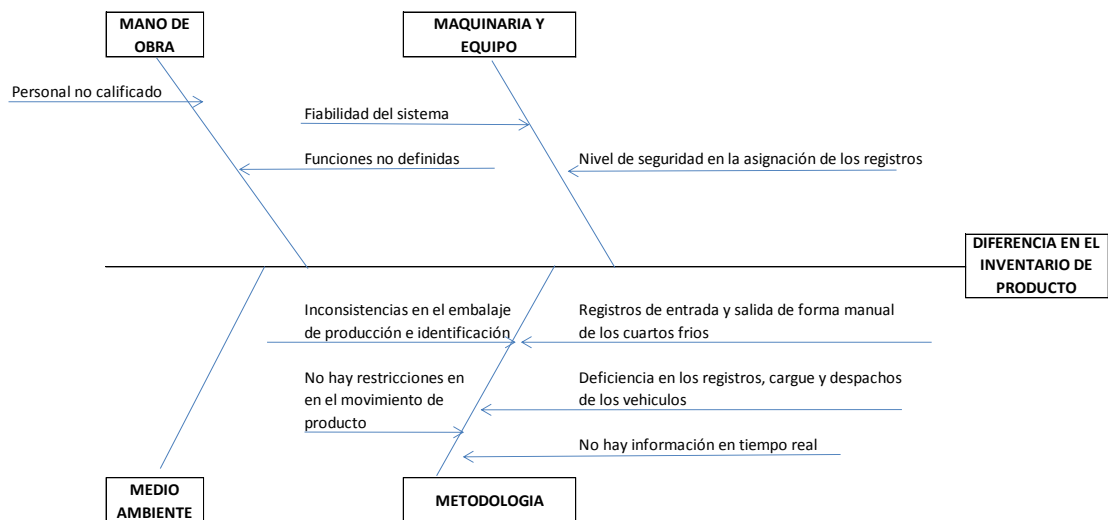 MANO DE
OBRA
MAQUINARIA Y
EQUIPO
Personal no calificado
Fiabilidad del sistema
Funciones no definidas
Nivel de seguridad en la asignación de los registros
DIFERENCIA EN EL
INVENTARIO DE
PRODUCTO
Inconsistencias en el embalaje
de producción e identificación
Registros de entrada y salida de forma manual
de los cuartos frios
No hay restricciones en
en el movimiento de
producto
Deficiencia en los registros, cargue y despachos
de los vehiculos
No hay información en tiempo real
MEDIO
AMBIENTE
METODOLOGIA